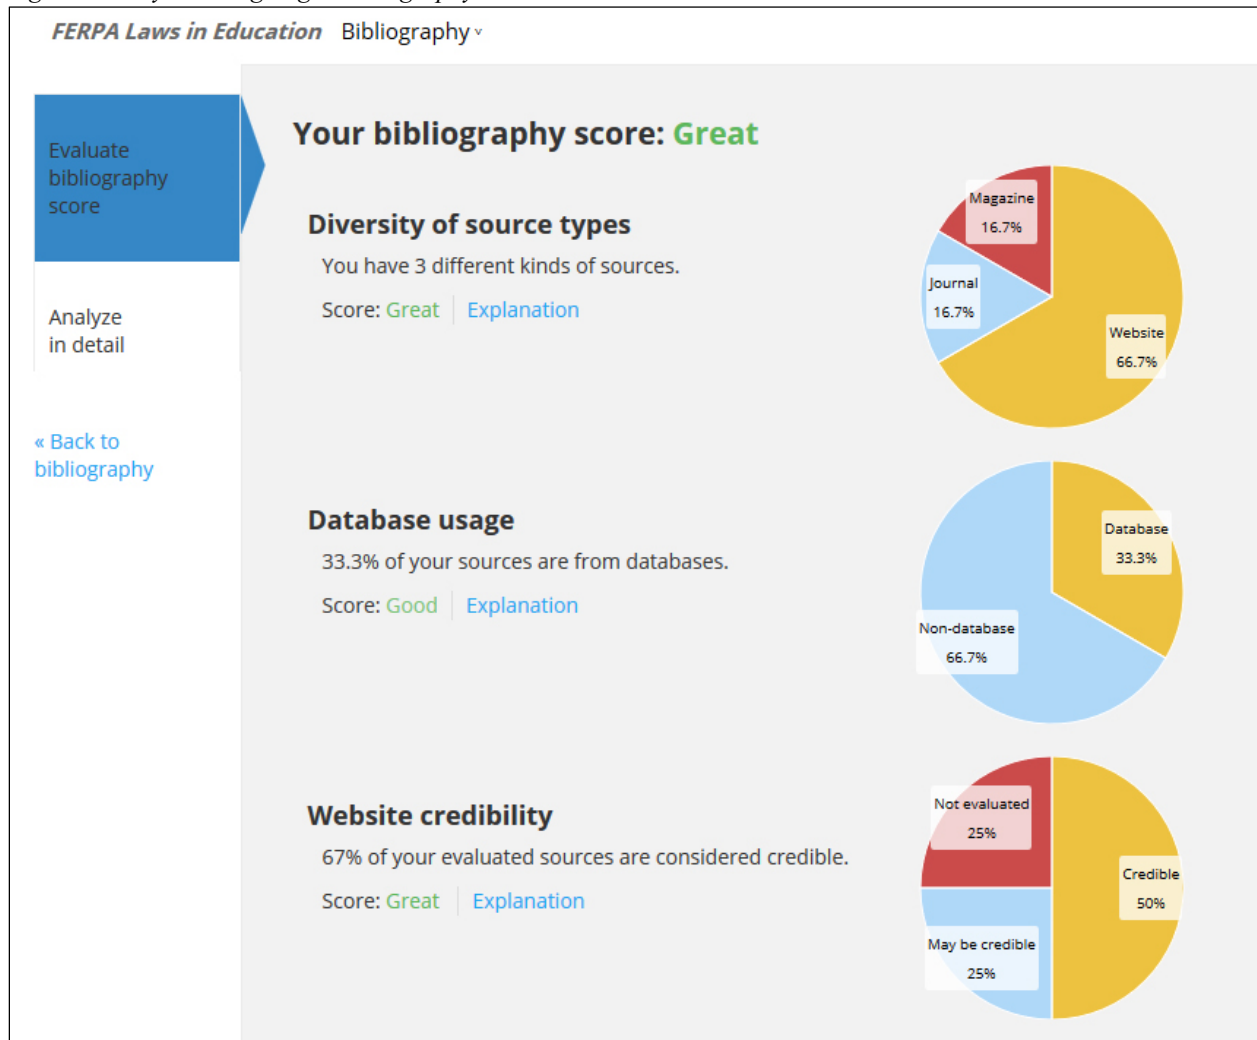 FERPA Laws in Education Bibliography v
Evaluate
bibliography
score
Analyze
in detail
« Back to
bibliography
Your bibliography score: Great
Diversity of source types
You have 3 different kinds of sources.
Score: Great | Explanation
Magazine
16.7%
Journal
16.7%
Website
66.7%
Database usage
33.3% of your sources are from databases.
Score: Good | Explanation
Database
33.3%
Non-database
66.7%
Website credibility
67% of your evaluated sources are considered credible.
Score: Great | Explanation
Not evaluated
25%
Credible
50%
May be credible
25%